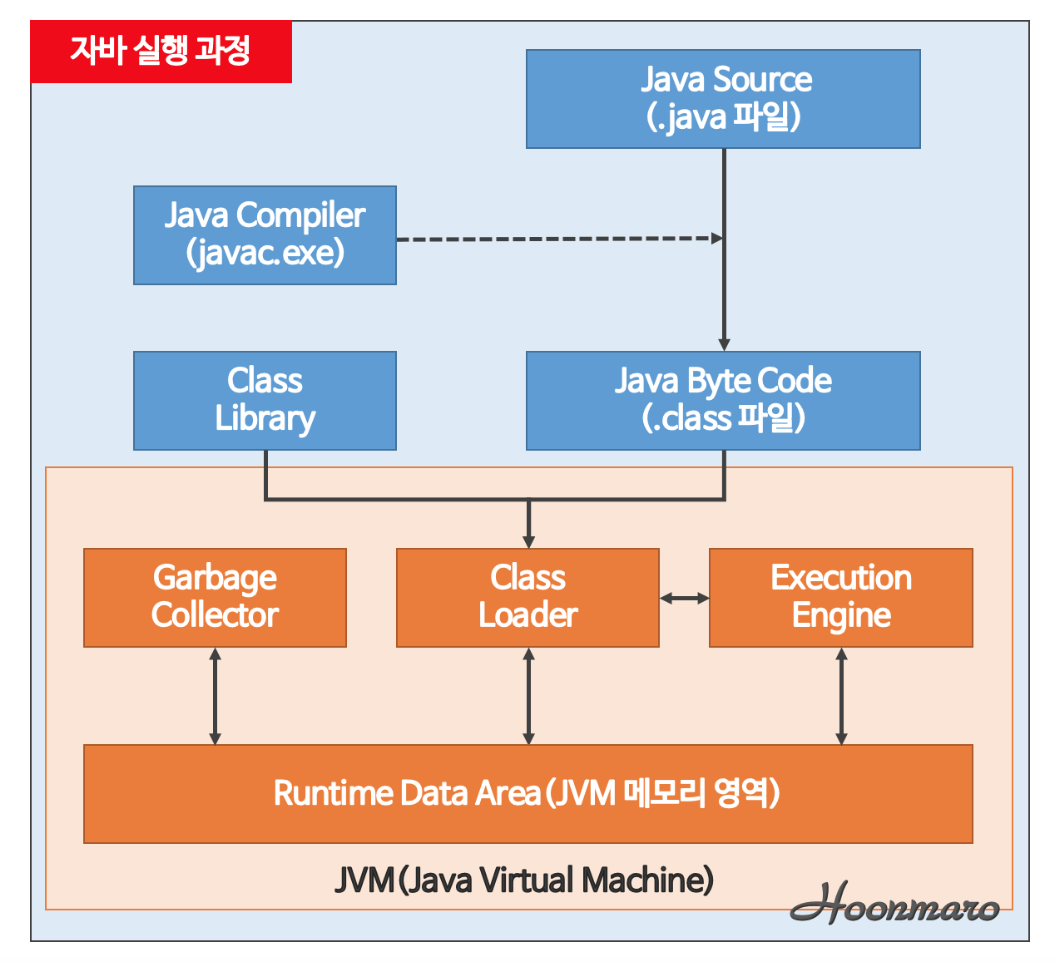 자바 실행 과정
Java Source
(.java 파일)
Java Compiler
(javac.exe)
Class
Library
Java Byte Code
(.class 파일)
Garbage
Collector
Class
Loader
Execution
Engine
Runtime Data Area(JVM 메모리 영역)
JVM(Java Virtual Machine)
Hoonmaro